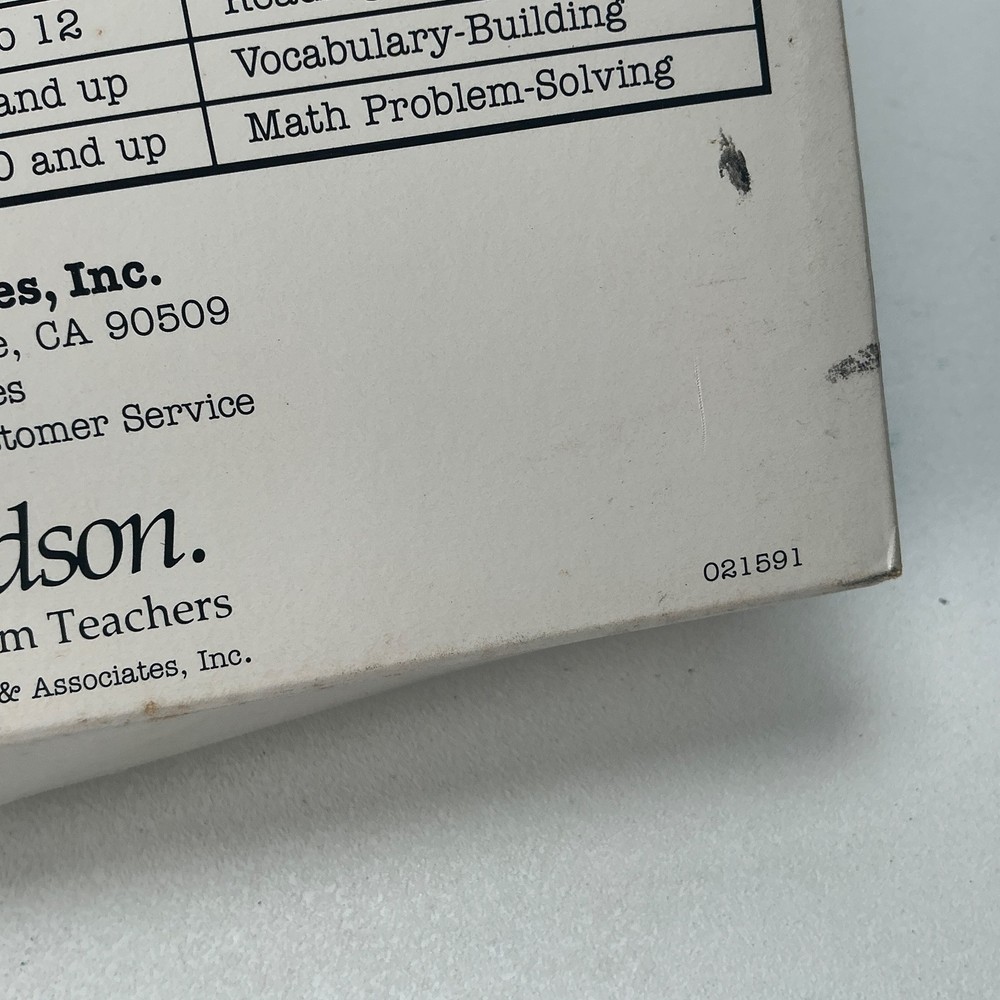 o 12
Vocabulary-Building
and up
Math Problem-Solving
0 and up
es, Inc.
e, CA 90509
es
tomer Service
dson.
m Teachers
& Associates, Inc.
021591